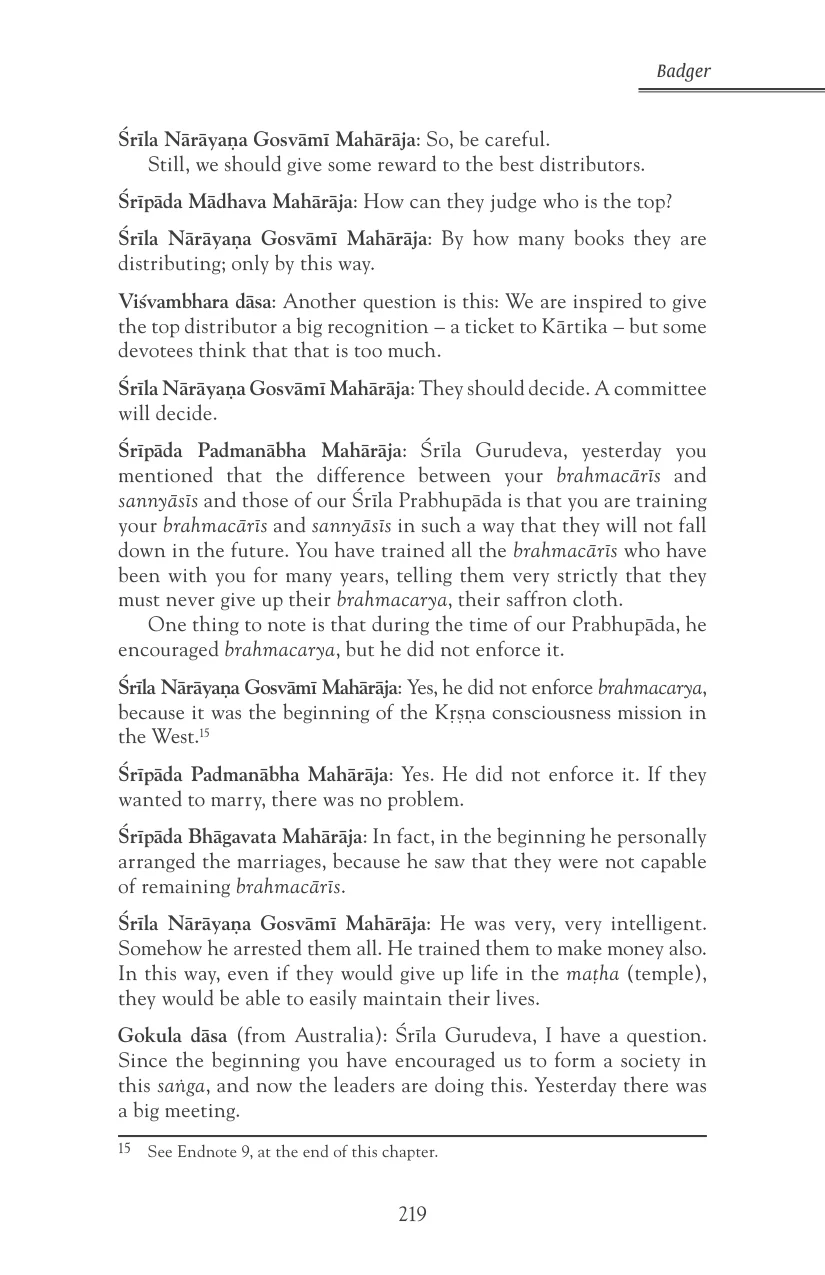 Badger
Śrīla Nārāyaṇa Gosvāmī Mahārāja: So, be careful.
Still, we should give some reward to the best distributors.
Śrīpāda Mādhava Mahārāja: How can they judge who is the top?
Śrīla Nārāyaṇa Gosvāmī Mahārāja: By how many books they are
distributing; only by this way.
Viśvambhara dāsa: Another question is this: We are inspired to give
the top distributor a big recognition – a ticket to Kārtika – but some
devotees think that that is too much.
Śrīla Nārāyaṇa Gosvāmī Mahārāja: They should decide. A committee
will decide.
Śrīpāda Padmanābha Mahārāja: Śrīla Gurudeva, yesterday you
mentioned that the difference between your brahmacārīs and
sannyāsīs and those of our Śrīla Prabhupāda is that you are training
your brahmacārīs and sannyāsīs in such a way that they will not fall
down in the future. You have trained all the brahmacārīs who have
been with you for many years, telling them very strictly that they
must never give up their brahmacarya, their saffron cloth.
One thing to note is that during the time of our Prabhupāda, he
encouraged brahmacarya, but he did not enforce it.
Śrīla Nārāyaṇa Gosvāmī Mahārāja: Yes, he did not enforce brahmacarya,
because it was the beginning of the Kṛṣṇa consciousness mission in
the West.15
Śrīpāda Padmanābha Mahārāja: Yes. He did not enforce it. If they
wanted to marry, there was no problem.
Śrīpāda Bhāgavata Mahārāja: In fact, in the beginning he personally
arranged the marriages, because he saw that they were not capable
of remaining brahmacārīs.
Śrīla Nārāyaṇa Gosvāmī Mahārāja: He was very, very intelligent.
Somehow he arrested them all. He trained them to make money also.
In this way, even if they would give up life in the maṭha (temple),
they would be able to easily maintain their lives.
Gokula dāsa (from Australia): Śrīla Gurudeva, I have a question.
Since the beginning you have encouraged us to form a society in
this saṅga, and now the leaders are doing this. Yesterday there was
a big meeting.
15 See Endnote 9, at the end of this chapter.
219